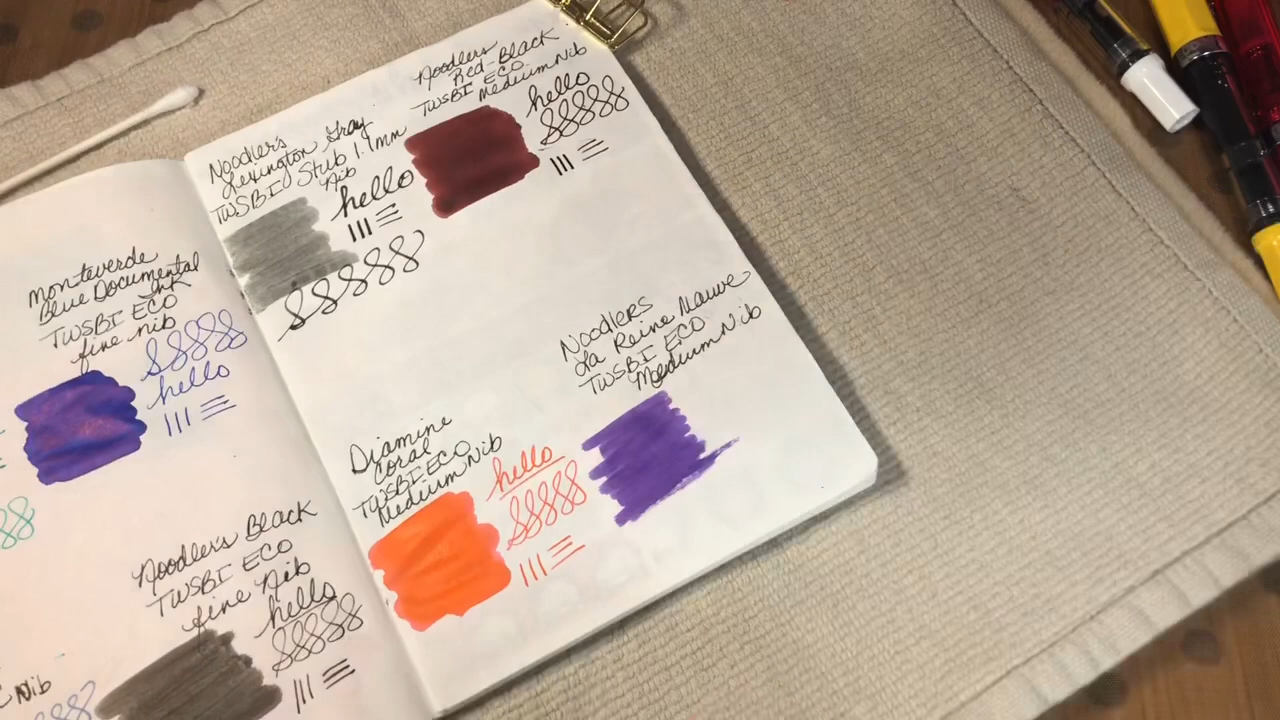 Monteverde
Blue Documental
Ink
TWSBI ECO
fine nib
hello
Noodler's Black
TWSBI ECO
fine Nib
hello
Nib
Noodler's
Lexington Gray
TWSBI Stub 1.1mm
Nib
hello
Noodlers
Red-Black
TWSBI ECO
Medium Nib
hello
Diamine
Coral
TWSBI ECO
Medium Nib
hello
Noodlers
La Reine Mauve
TWSBI ECO
Medium Nib